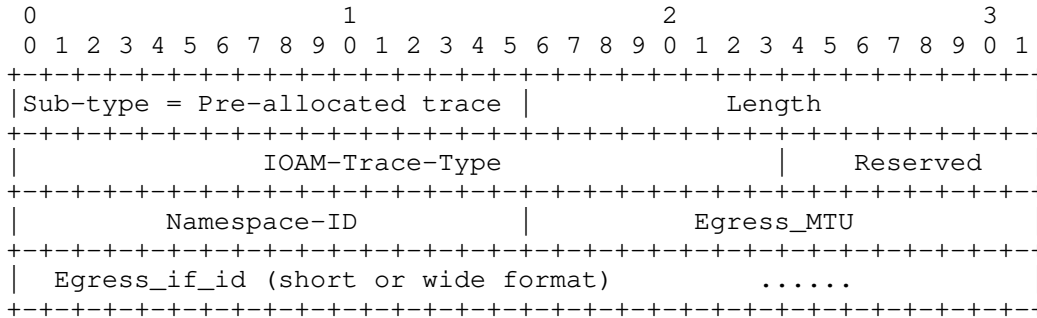 0                   1                   2                   3
0 1 2 3 4 5 6 7 8 9 0 1 2 3 4 5 6 7 8 9 0 1 2 3 4 5 6 7 8 9 0 1
+-+-+-+-+-+-+-+-+-+-+-+-+-+-+-+-+-+-+-+-+-+-+-+-+-+-+-+-+-+-+-+--
|Sub-type = Pre-allocated trace |            Length
+-+-+-+-+-+-+-+-+-+-+-+-+-+-+-+-+-+-+-+-+-+-+-+-+-+-+-+-+-+-+-+--
|               IOAM-Trace-Type                 |    Reserved
+-+-+-+-+-+-+-+-+-+-+-+-+-+-+-+-+-+-+-+-+-+-+-+-+-+-+-+-+-+-+-+--
|         Namespace-ID          |          Egress_MTU
+-+-+-+-+-+-+-+-+-+-+-+-+-+-+-+-+-+-+-+-+-+-+-+-+-+-+-+-+-+-+-+--
|  Egress_if_id (short or wide format)         ......
+-+-+-+-+-+-+-+-+-+-+-+-+-+-+-+-+-+-+-+-+-+-+-+-+-+-+-+-+-+-+-+--